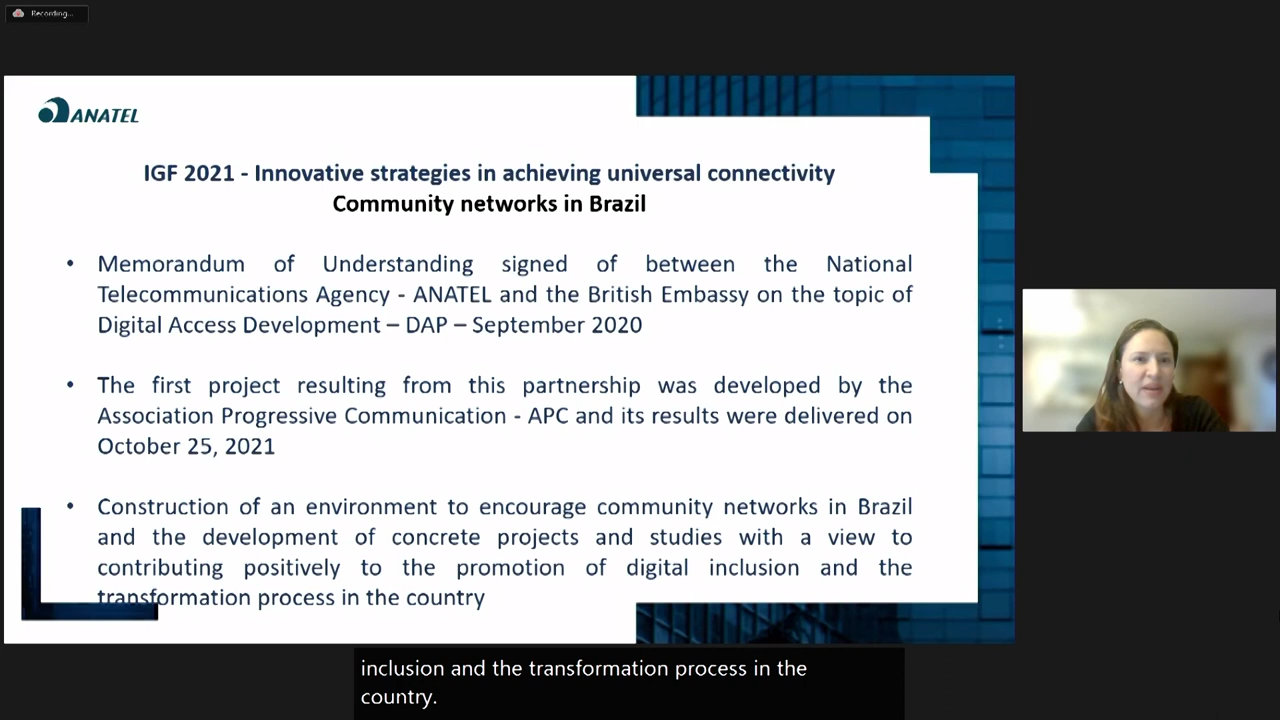 Recording...
ANATEL
IGF 2021 - Innovative strategies in achieving universal connectivity
Community networks in Brazil
• Memorandum of Understanding signed of between the National
Telecommunications Agency - ANATEL and the British Embassy on the topic of
Digital Access Development – DAP – September 2020
• The first project resulting from this partnership was developed by the
Association Progressive Communication - APC and its results were delivered on
October 25, 2021
• Construction of an environment to encourage community networks in Brazil
and the development of concrete projects and studies with a view to
contributing positively to the promotion of digital inclusion and the
transformation process in the country
inclusion and the transformation process in the
country.